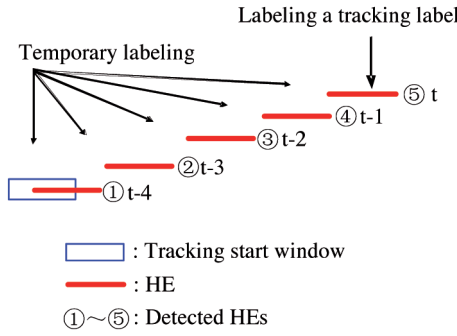 Labeling a tracking label
Temporary labeling
⑤ t
④ t-1
③ t-2
② t-3
① t-4
: Tracking start window
: HE
①～⑤: Detected HEs